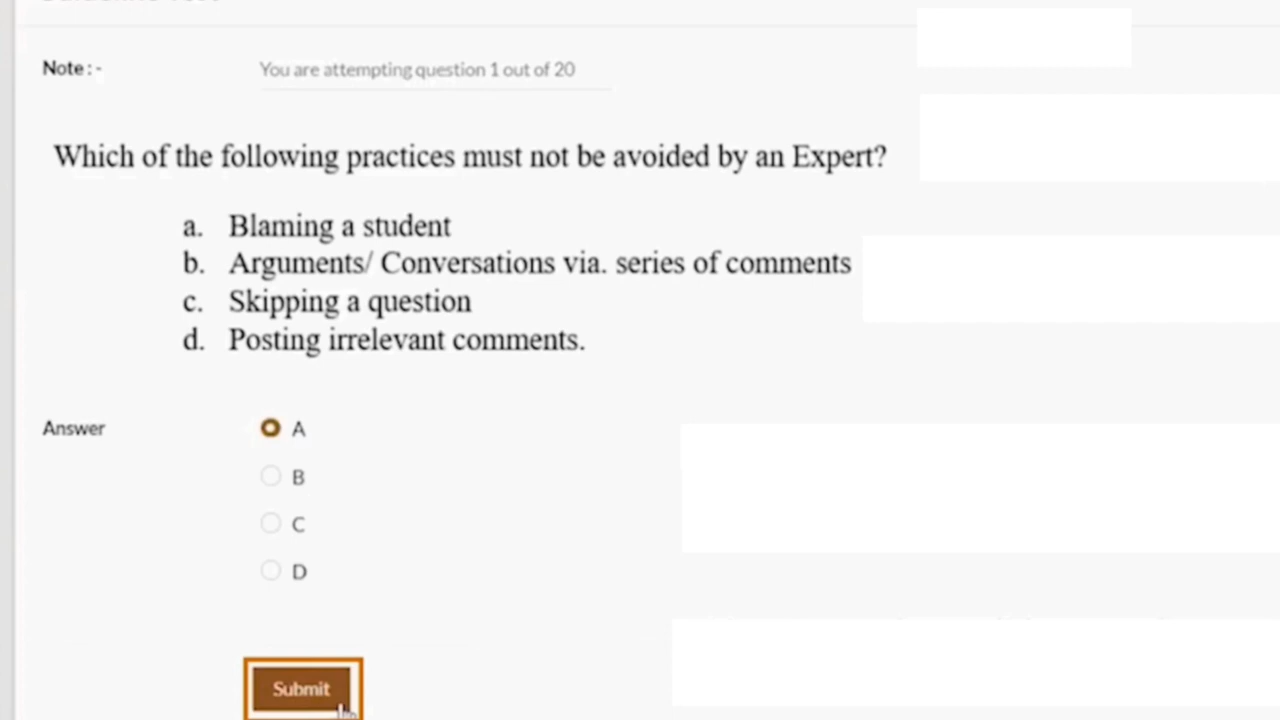 Note : -
You are attempting question 1 out of 20
Which of the following practices must not be avoided by an Expert?
a. Blaming a student
b. Arguments/ Conversations via. series of comments
c. Skipping a question
d. Posting irrelevant comments.
Answer
A
B
C
D
Submit